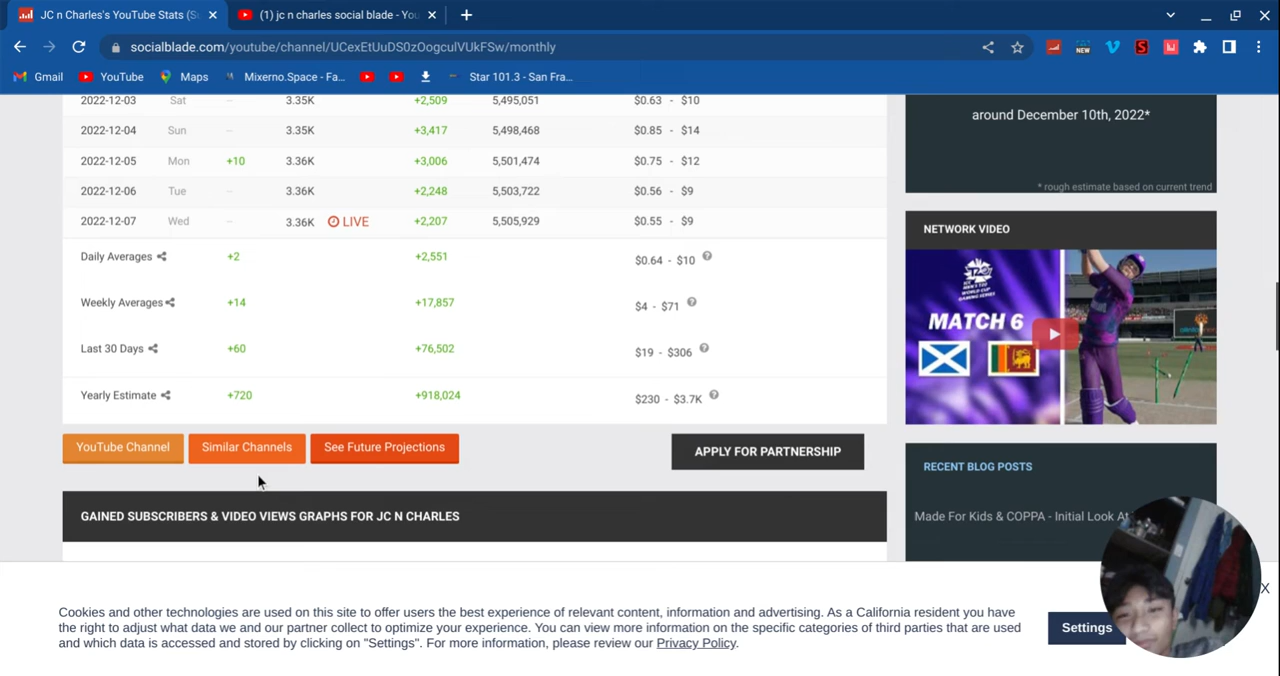 JC n Charles's YouTube Stats (Su
(1) jc n charles social blade - You
socialblade.com/youtube/channel/UCexEtUuDS0zOogculVUkFSw/monthly
Gmail YouTube Maps Mixerno.Space - Fa... Star 101.3 - San Fra...
NEW
2022-12-03 Sat -- 3.35K +2,509 5,495,051 $0.63 - $10
2022-12-04 Sun -- 3.35K +3,417 5,498,468 $0.85 - $14
2022-12-05 Mon +10 3.36K +3,006 5,501,474 $0.75 - $12
2022-12-06 Tue -- 3.36K +2,248 5,503,722 $0.56 - $9
2022-12-07 Wed -- 3.36K LIVE +2,207 5,505,929 $0.55 - $9
Daily Averages +2 +2,551 $0.64 - $10
Weekly Averages +14 +17,857 $4 - $71
Last 30 Days +60 +76,502 $19 - $306
Yearly Estimate +720 +918,024 $230 - $3.7K
YouTube Channel Similar Channels See Future Projections APPLY FOR PARTNERSHIP
GAINED SUBSCRIBERS & VIDEO VIEWS GRAPHS FOR JC N CHARLES
around December 10th, 2022*
* rough estimate based on current trend
NETWORK VIDEO
MATCH 6
RECENT BLOG POSTS
Made For Kids & COPPA - Initial Look At
Cookies and other technologies are used on this site to offer users the best experience of relevant content, information and advertising. As a California resident you have
the right to adjust what data we and our partner collect to optimize your experience. You can view more information on the specific categories of third parties that are used
and which data is accessed and stored by clicking on "Settings". For more information, please review our Privacy Policy.
Settings
X